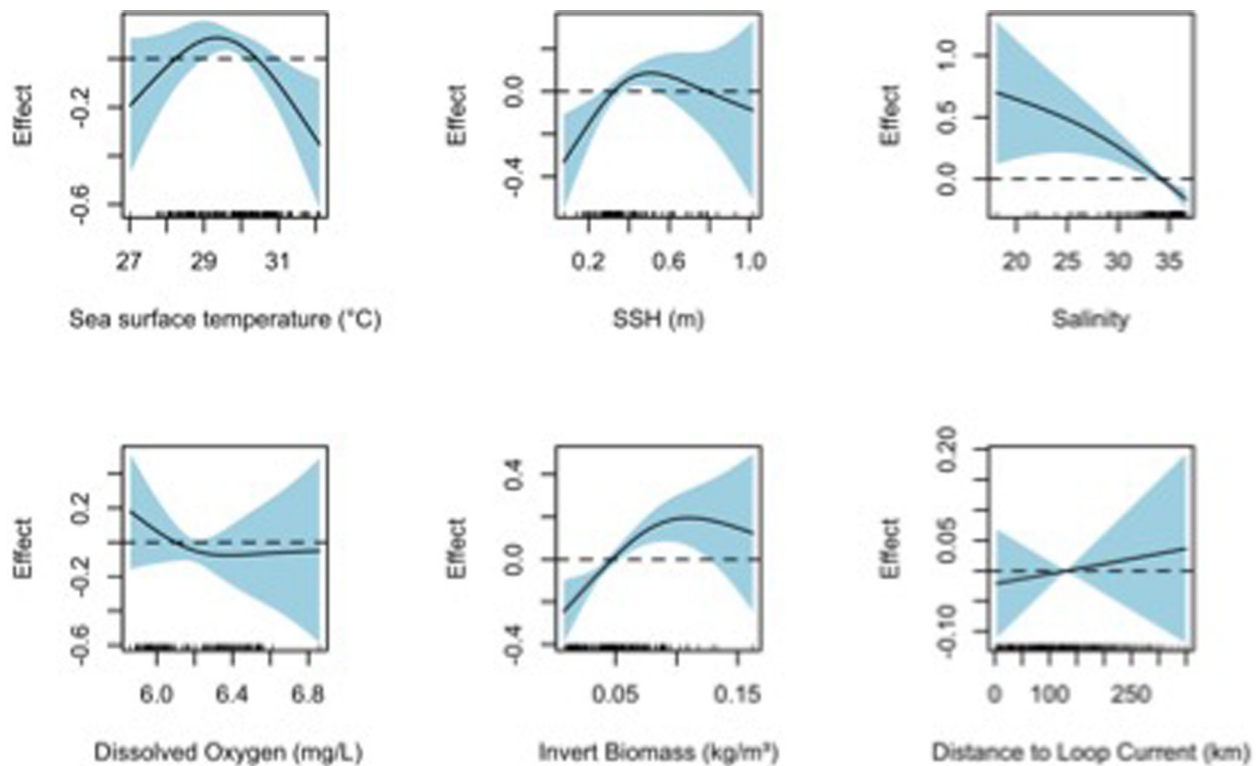 Effect
-0.2
-0.6
27 29 31
Sea surface temperature (°C)
Effect
0.0
-0.4
0.2 0.6 1.0
SSH (m)
Effect
1.0
0.5
0.0
20 25 30 35
Salinity
Effect
0.2
-0.2
-0.6
6.0 6.4 6.8
Dissolved Oxygen (mg/L)
Effect
0.4
0.0
-0.4
0.05 0.15
Invert Biomass (kg/m³)
Effect
0.20
0.05
-0.10
0 100 250
Distance to Loop Current (km)